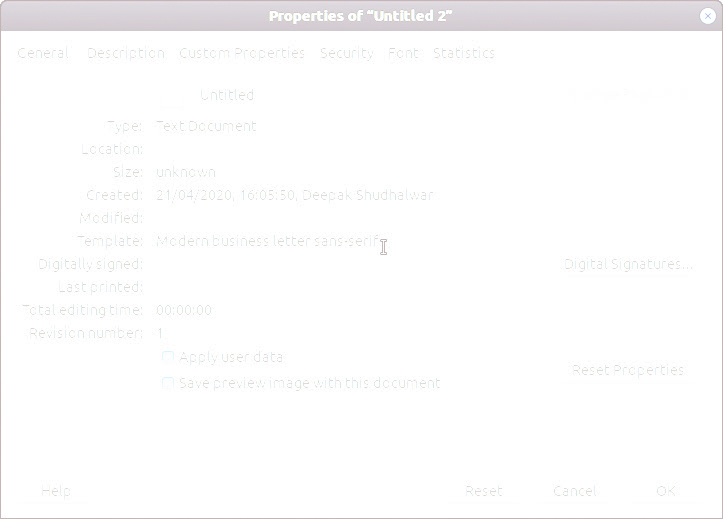 Properties of “Untitled 2”
General Description Custom Properties Security Font Statistics
Untitled
Type: Text Document
Location:
Size: unknown
Created: 21/04/2020, 16:05:50, Deepak Shudhalwar
Modified:
Template: Modern business letter sans-serif
Digitally signed: Digital Signatures...
Last printed:
Total editing time: 00:00:00
Revision number: 1
Apply user data
Reset Properties
Save preview image with this document
Help Reset Cancel OK